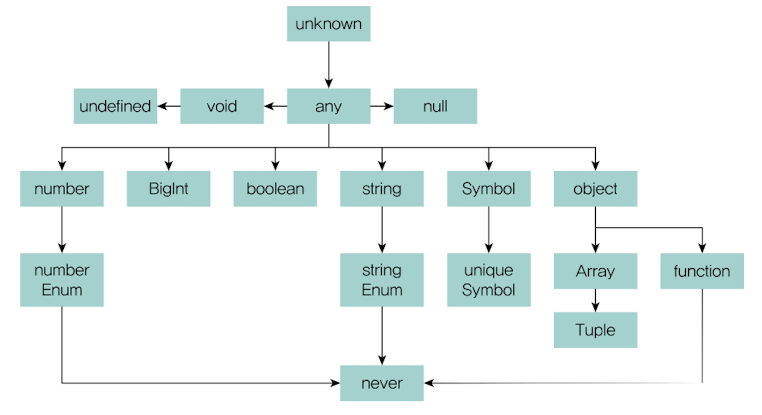 unknown
undefined
void
any
null
number
BigInt
boolean
string
Symbol
object
number
Enum
string
Enum
unique
Symbol
Array
function
Tuple
never